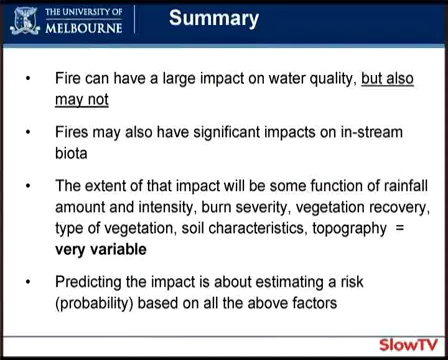 THE UNIVERSITY OF
MELBOURNE
Summary
• Fire can have a large impact on water quality, but also
may not
• Fires may also have significant impacts on in-stream
biota
• The extent of that impact will be some function of rainfall
amount and intensity, burn severity, vegetation recovery,
type of vegetation, soil characteristics, topography =
very variable
• Predicting the impact is about estimating a risk
(probability) based on all the above factors
SlowTV